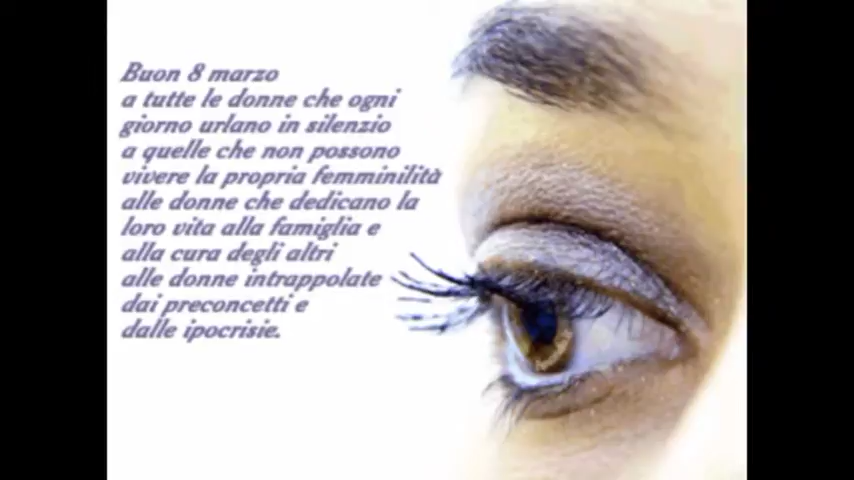 Buon 8 marzo
a tutte le donne che ogni
giorno urlano in silenzio
a quelle che non possono
vivere la propria femminilità
alle donne che dedicano la
loro vita alla famiglia e
alla cura degli altri
alle donne intrappolate
dai preconcetti e
dalle ipocrisie.